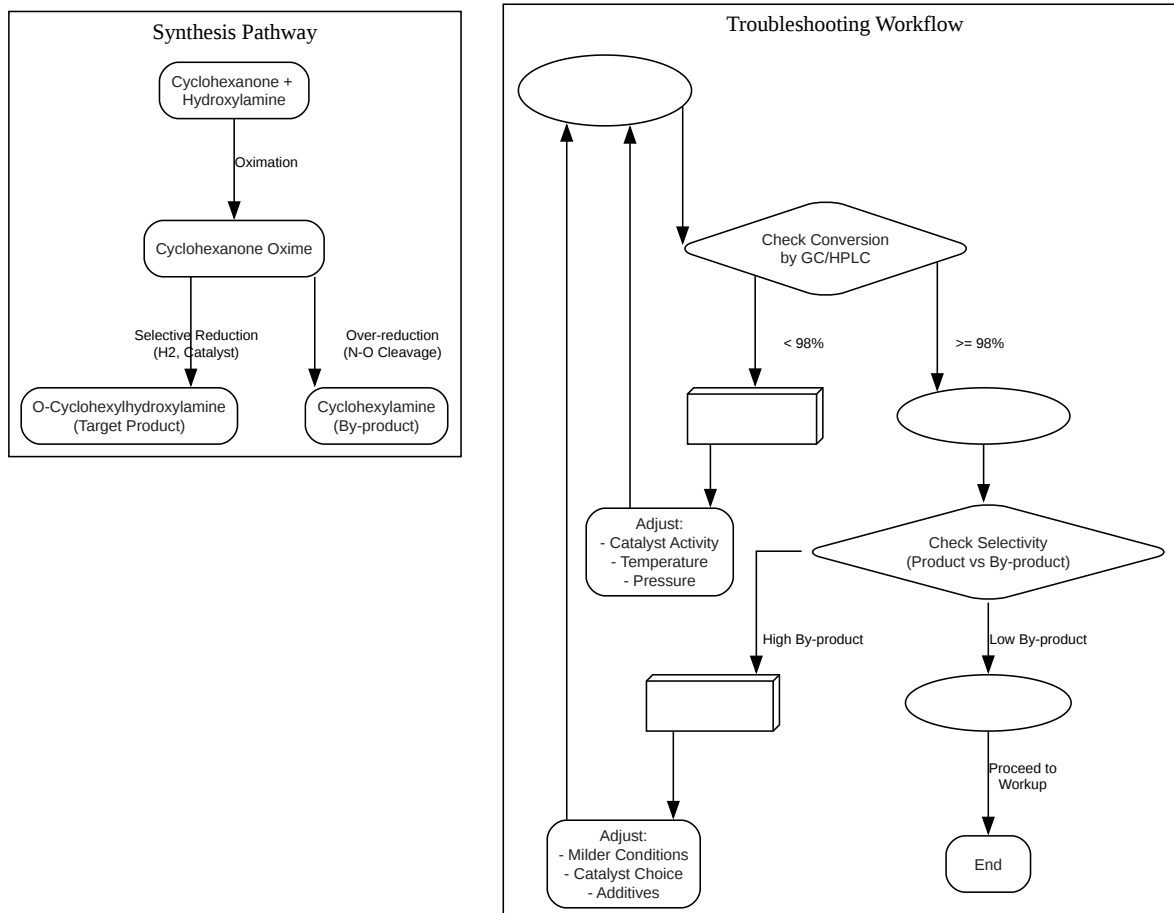 Synthesis Pathway
Cyclohexanone +
Hydroxylamine
Oximation
Cyclohexanone Oxime
Selective Reduction
(H2, Catalyst)
Over-reduction
(N-O Cleavage)
O-Cyclohexylhydroxylamine
(Target Product)
Cyclohexylamine
(By-product)
Troubleshooting Workflow
Check Conversion
by GC/HPLC
< 98%
>= 98%
Adjust:
- Catalyst Activity
- Temperature
- Pressure
Check Selectivity
(Product vs By-product)
High By-product
Low By-product
Proceed to
Workup
Adjust:
- Milder Conditions
- Catalyst Choice
- Additives
End